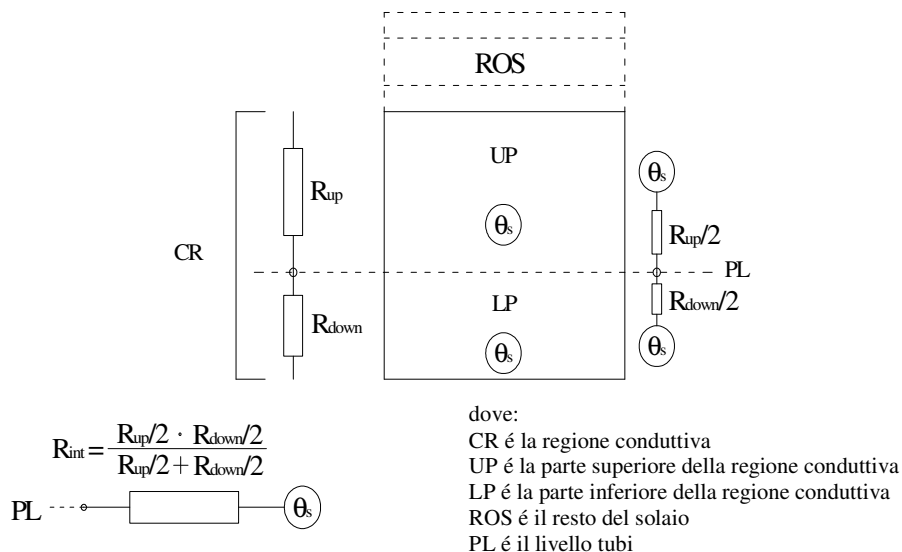 ROS
UP
θs
Rup
θs
Rup/2
CR
PL
Rdown/2
Rdown
LP
θs
θs
Rint = Rup/2 · Rdown/2
Rup/2 + Rdown/2
PL
θs
dove:
CR é la regione conduttiva
UP é la parte superiore della regione conduttiva
LP é la parte inferiore della regione conduttiva
ROS é il resto del solaio
PL é il livello tubi